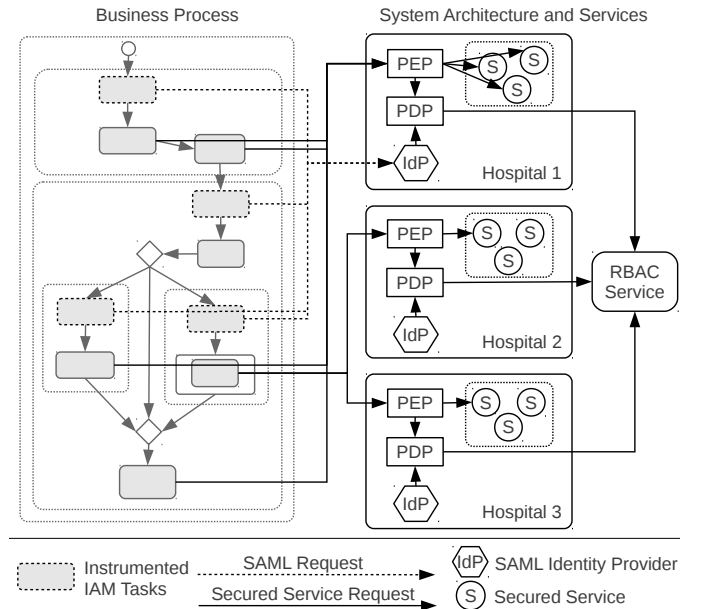 Business Process
System Architecture and Services
PEP
S
S
S
PDP
IdP
Hospital 1
PEP
S
S
S
PDP
IdP
Hospital 2
RBAC
Service
PEP
S
S
S
PDP
IdP
Hospital 3
Instrumented
IAM Tasks
SAML Request
Secured Service Request
IdP
SAML Identity Provider
S
Secured Service